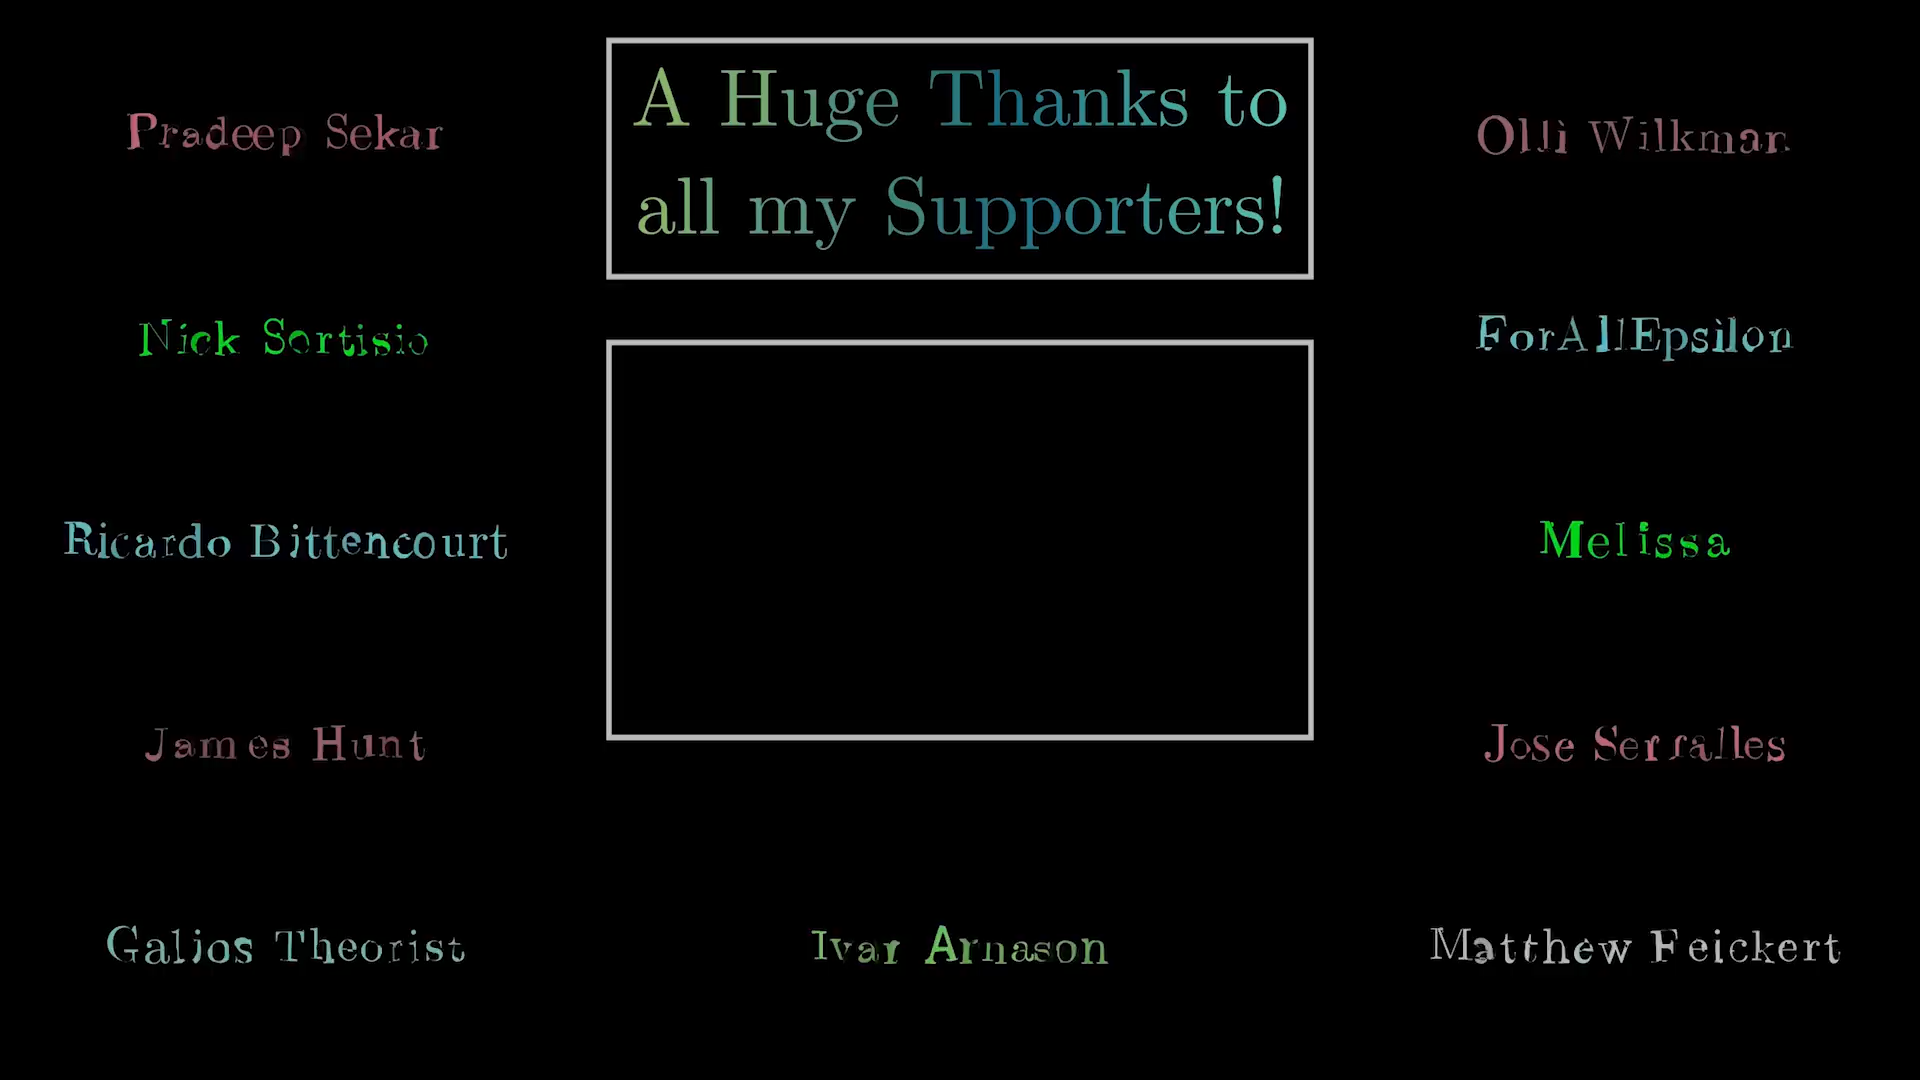 A Huge Thanks to
all my Supporters!
Pradeep Sekar
Olli Wilkman
Nick Sortisio
ForAllEpsilon
Ricardo Bittencourt
Melissa
James Hunt
Jose Serralles
Galios Theorist
Ivar Arnason
Matthew Feickert